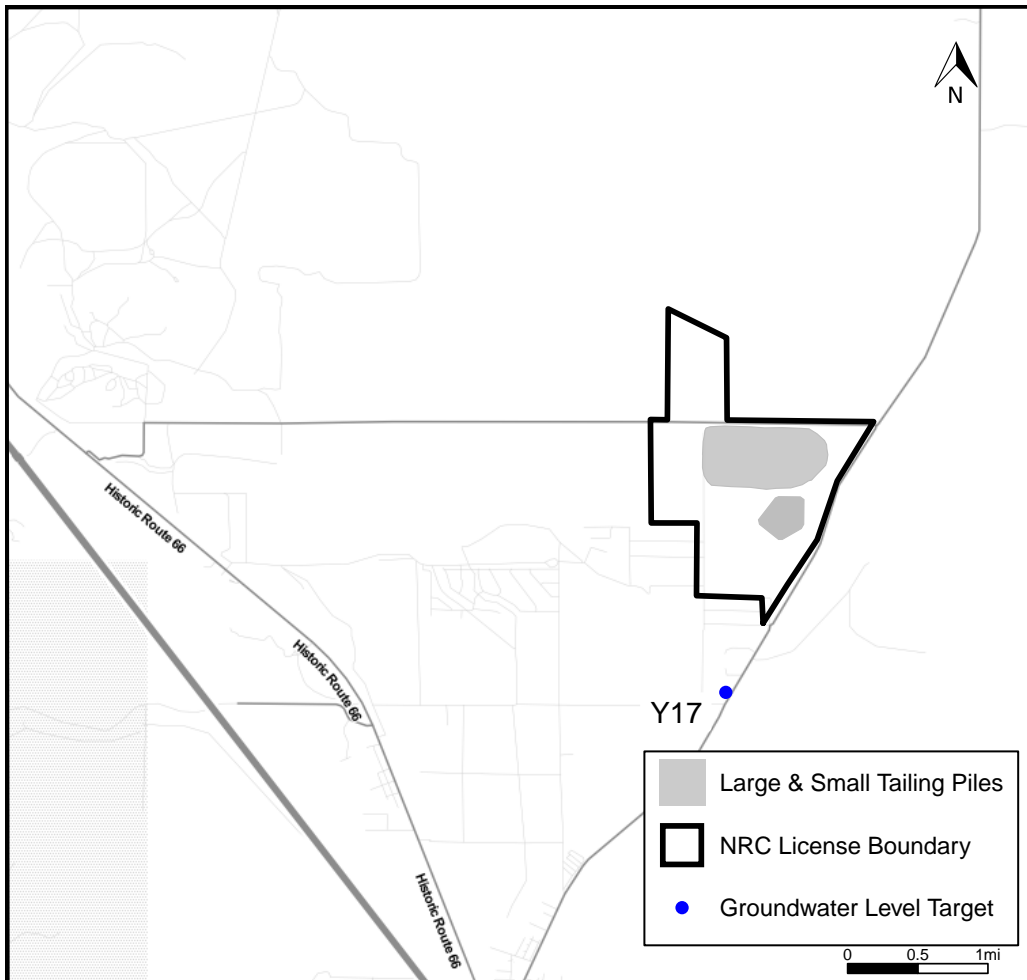 N
Historic Route 66
Historic Route 66
Y17
Large & Small Tailing Piles
NRC License Boundary
Historic Route 66
Groundwater Level Target
0 0.5 1mi